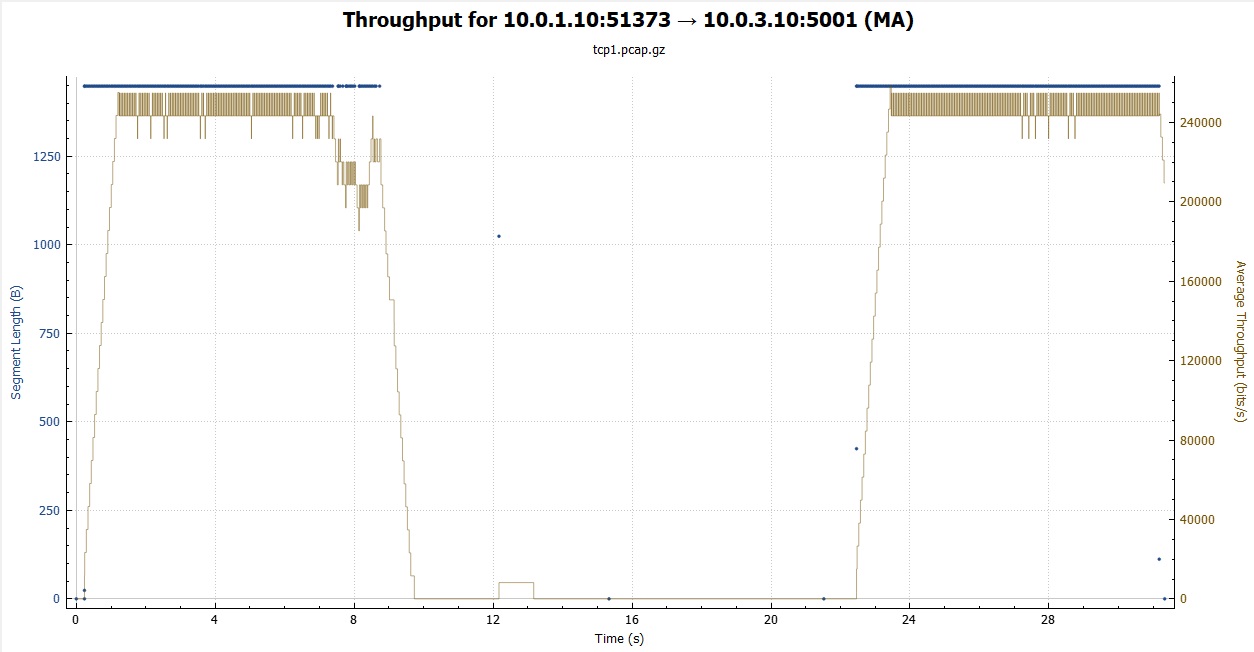 Throughput for 10.0.1.10:51373 → 10.0.3.10:5001 (MA)
tcp1.pcap.gz
Segment Length (B)
1250
1000
750
500
250
0
Average Throughput (bits/s)
240000
200000
160000
120000
80000
40000
0
0 4 8 12 16 20 24 28
Time (s)